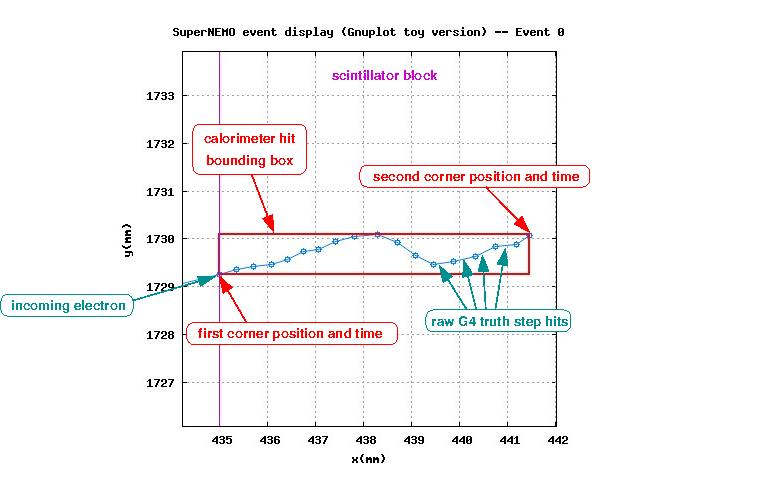 SuperNEMO event display (Gnuplot toy version) -- Event 0
scintillator block
1733
calorimeter hit
bounding box
1732
second corner position and time
1731
1730
y(mm)
1729
incoming electron
raw G4 truth step hits
first corner position and time
1728
1727
435 436 437 438 439 440 441 442
x(mm)